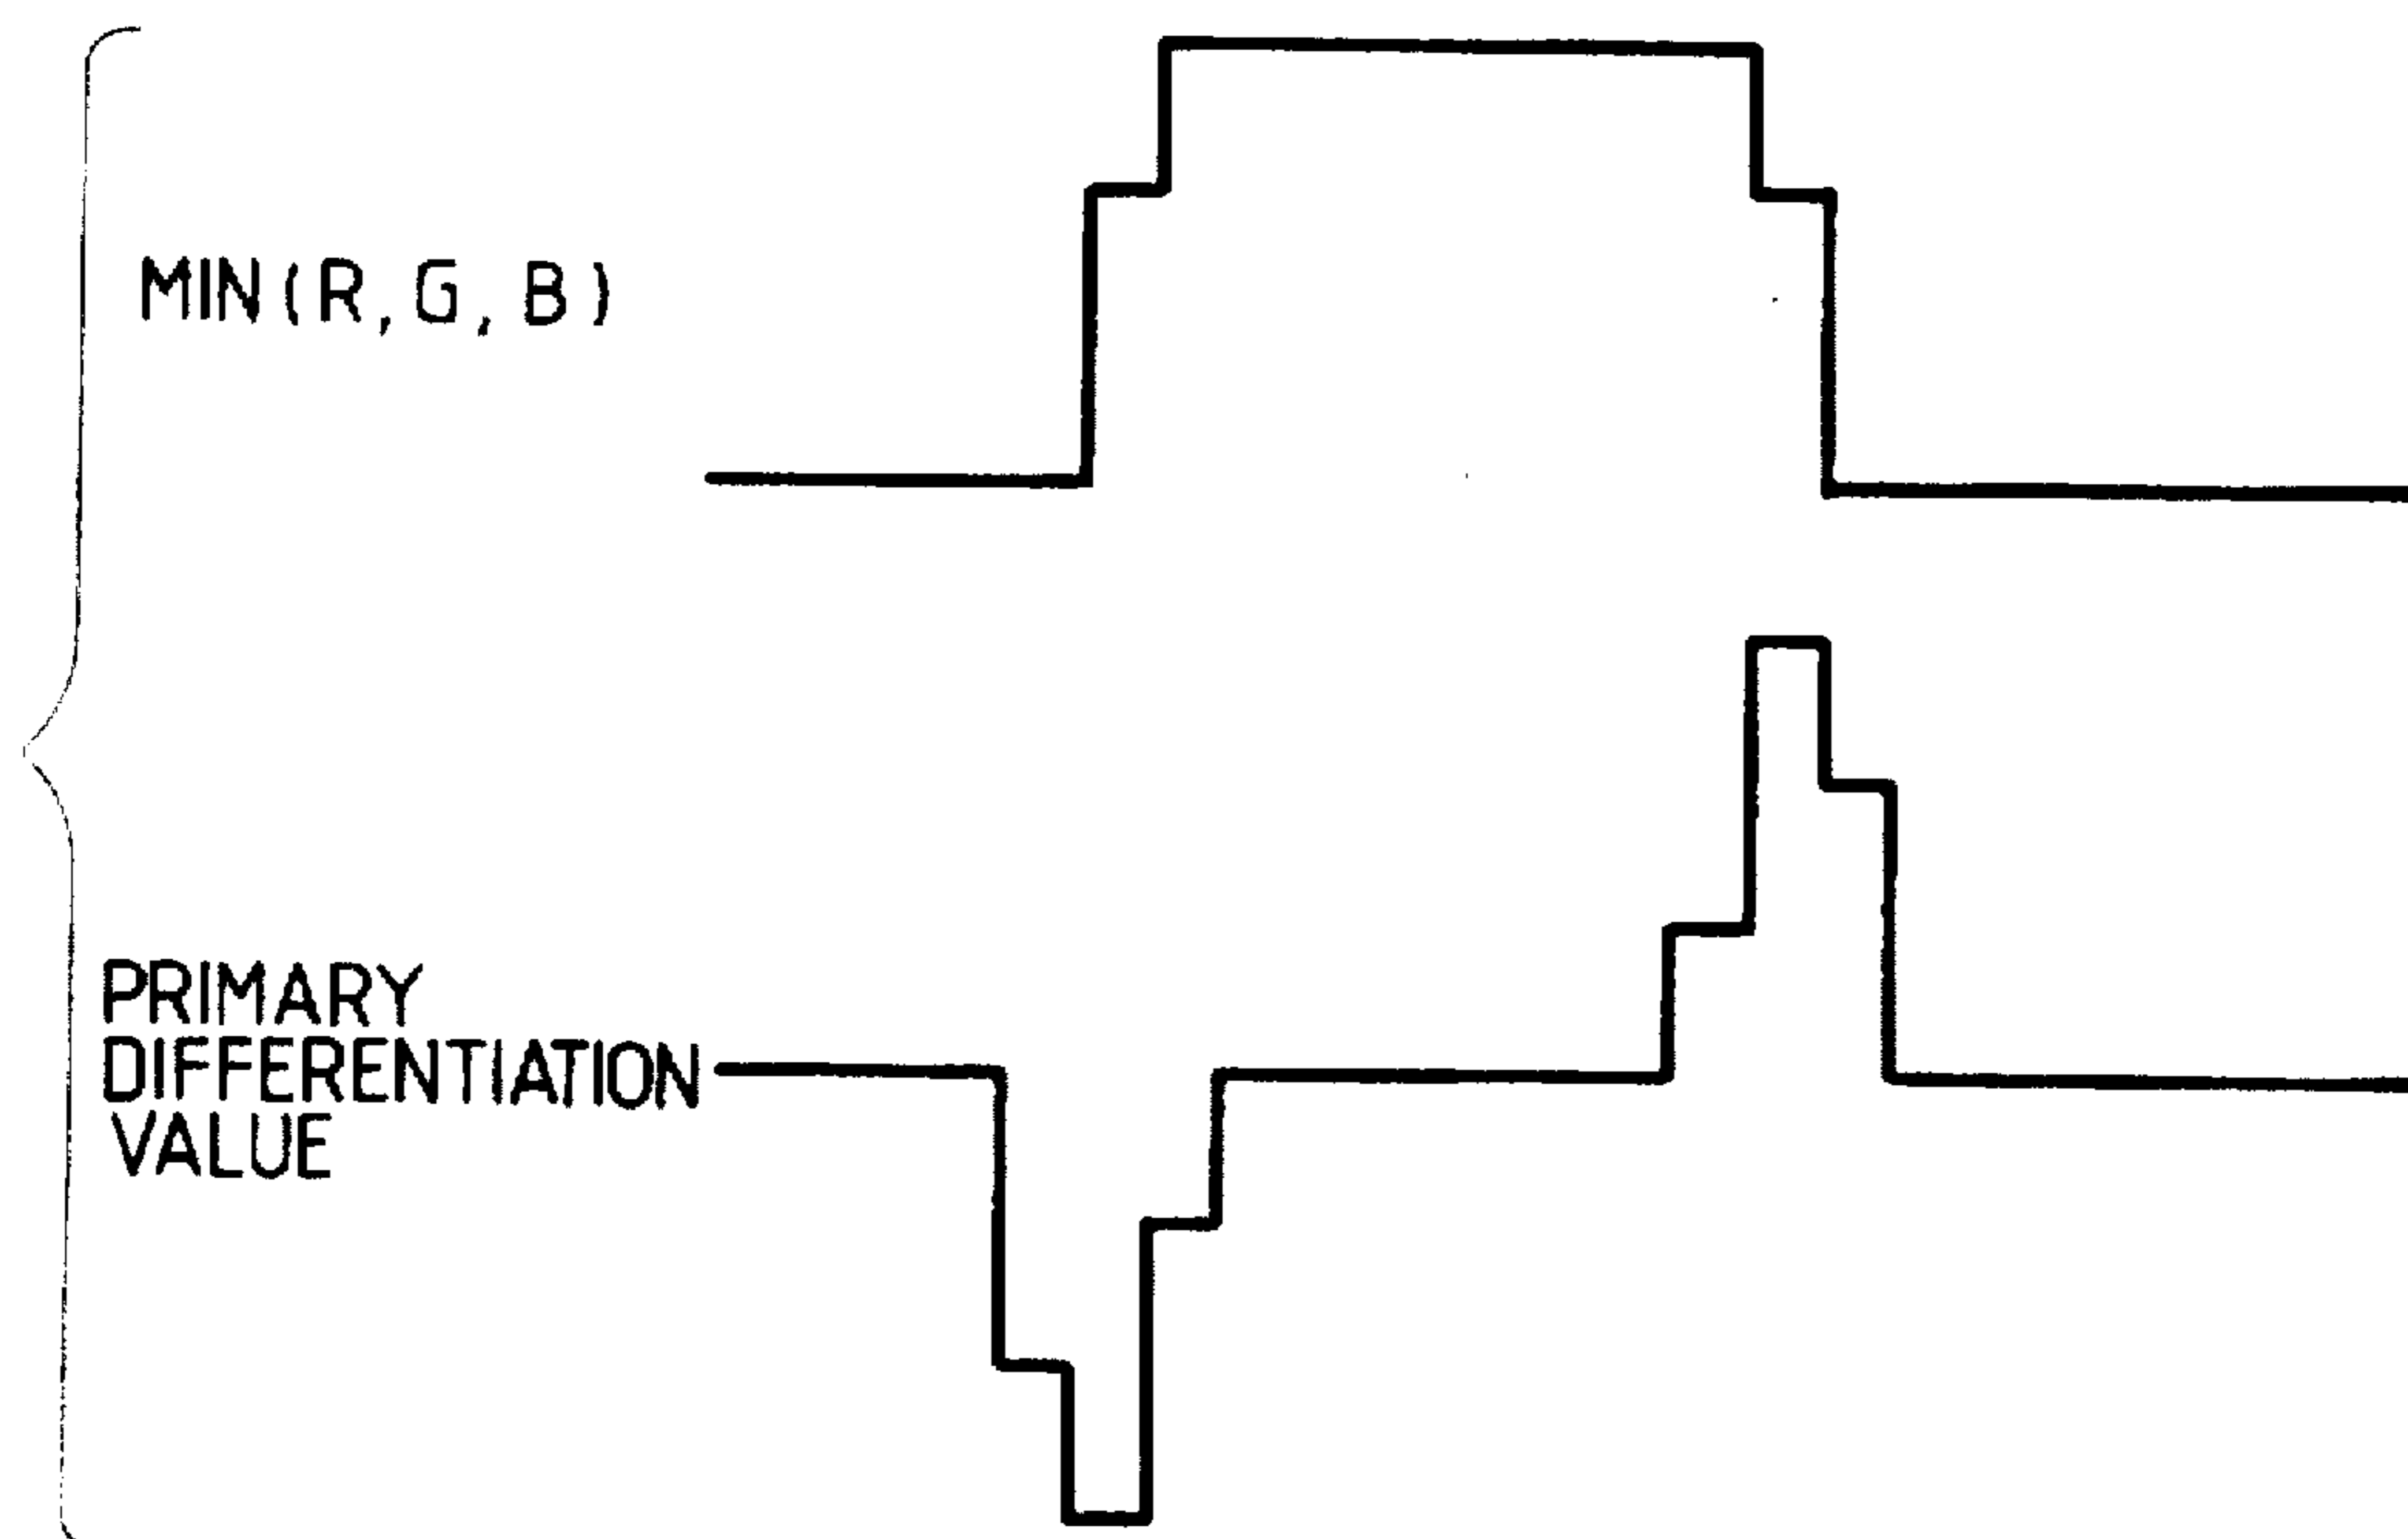 MIN(R,G,B)
PRIMARY
DIFFERENTIATION
VALUE